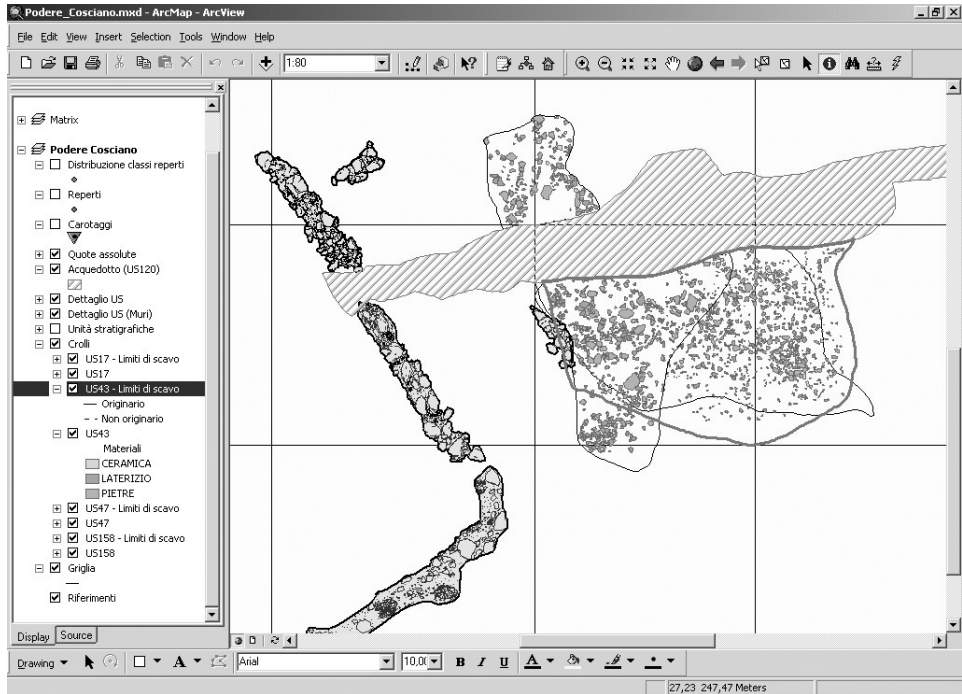 Podere_Cosciano.mxd - ArcMap - ArcView
File Edit View Insert Selection Tools Window Help
1:80
Matrix
Podere Cosciano
Distribuzione classi reperti
Reperti
Carotaggi
Quote assolute
Acquedotto (US120)
Dettaglio US
Dettaglio US (Muri)
Unità stratigrafiche
Crolli
US17 - Limiti di scavo
US17
US43 - Limiti di scavo
Originario
Non originario
US43
Materiali
CERAMICA
LATERIZIO
PIETRE
US47 - Limiti di scavo
US47
US158 - Limiti di scavo
US158
Griglia
Riferimenti
Display Source
Drawing A Arial 10,0 B I U A
27,23 247,47 Meters